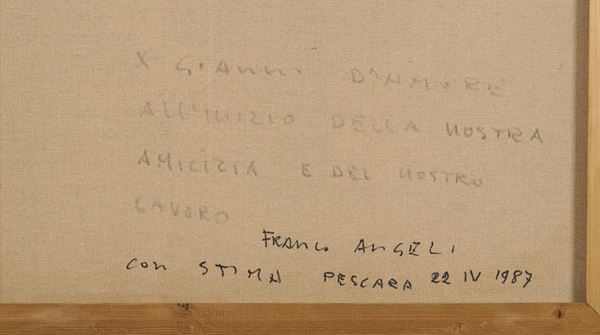 X GIANNI D'AMORE
ALL'INIZIO DELLA NOSTRA
AMICIZIA E DEL NOSTRO
LAVORO
FRANCO ANGELI
CON STIMA PESCARA 22 IV 1987